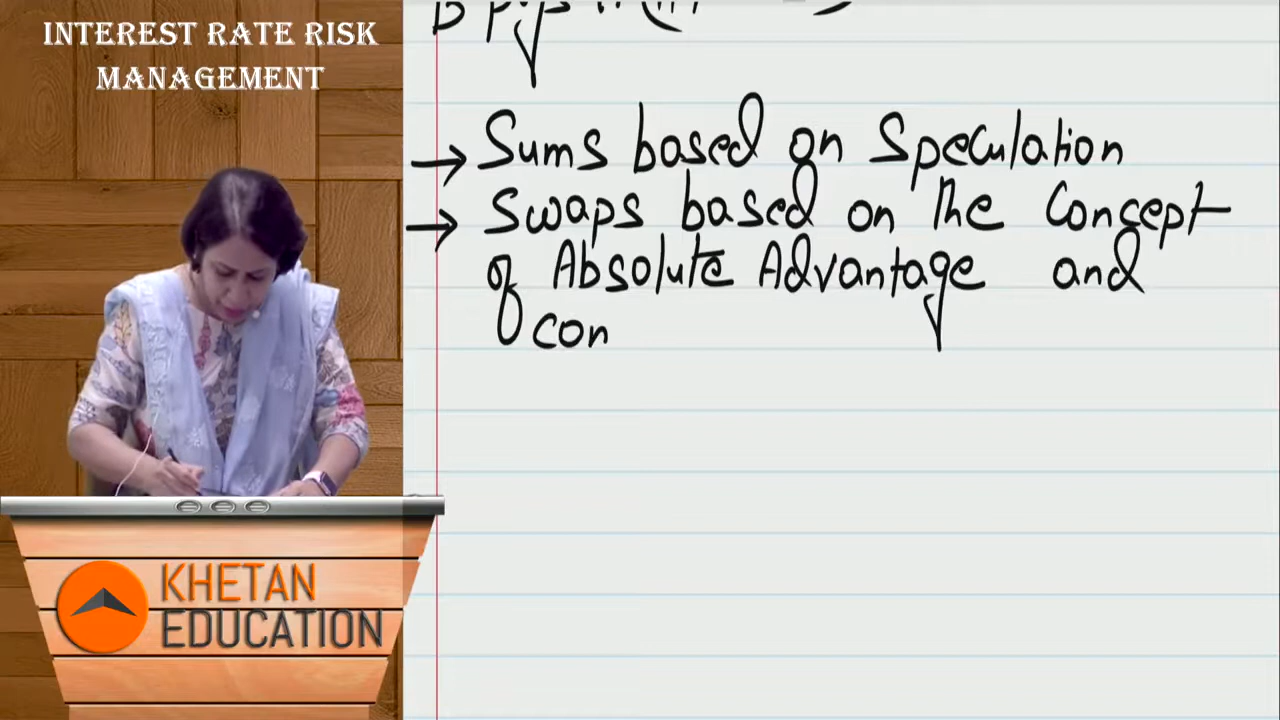 INTEREST RATE RISK
MANAGEMENT
→ Sums based on Speculation
→ Swaps based on the Concept
of Absolute Advantage and
con
KHETAN
EDUCATION